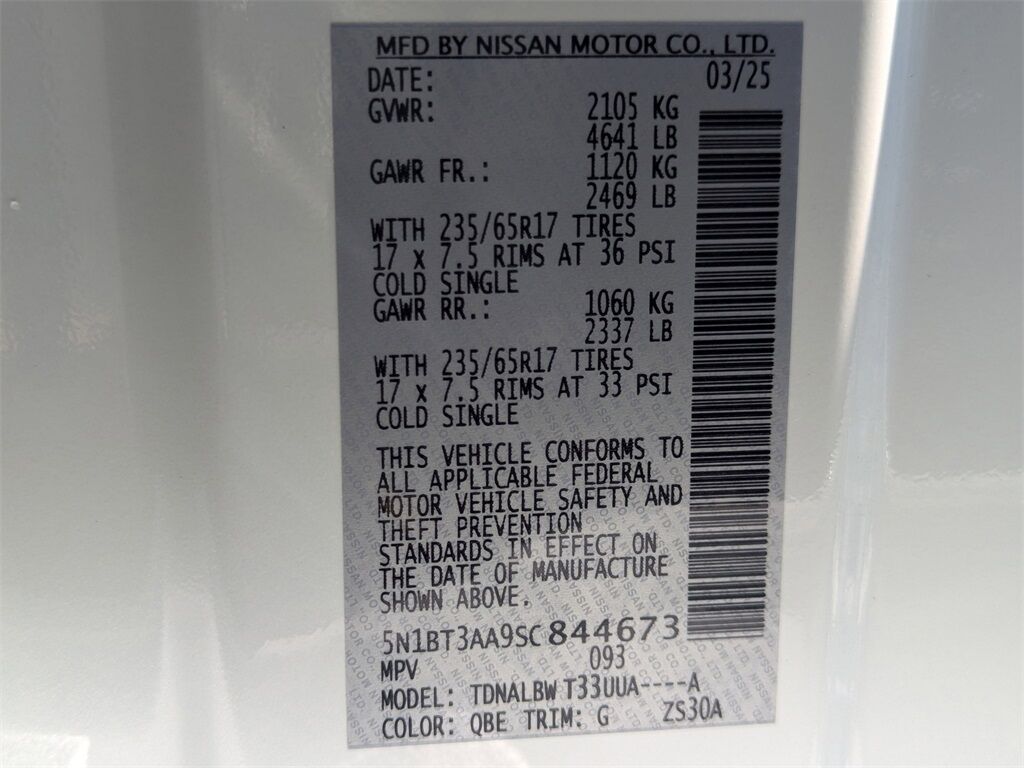 MFD BY NISSAN MOTOR CO., LTD.
DATE: 03/25
GVWR: 2105 KG
4641 LB
GAWR FR.: 1120 KG
2469 LB
WITH 235/65R17 TIRES
17 x 7.5 RIMS AT 36 PSI
COLD SINGLE
GAWR RR.: 1060 KG
2337 LB
WITH 235/65R17 TIRES
17 x 7.5 RIMS AT 33 PSI
COLD SINGLE
THIS VEHICLE CONFORMS TO
ALL APPLICABLE FEDERAL
MOTOR VEHICLE SAFETY AND
THEFT PREVENTION
STANDARDS IN EFFECT ON
THE DATE OF MANUFACTURE
SHOWN ABOVE.
5N1BT3AA9SC844673
MPV 093
MODEL: TDNALBW T33UUA----A
COLOR: QBE TRIM: G ZS30A